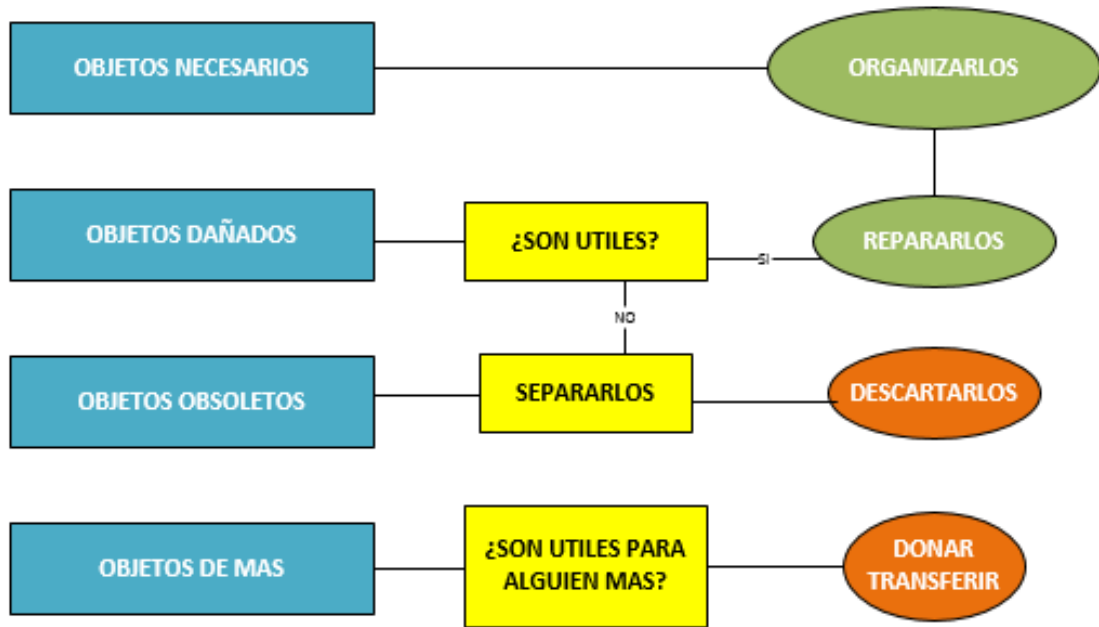 OBJETOS NECESARIOS
ORGANIZARLOS
OBJETOS DAÑADOS
¿SON UTILES?
SI
REPARARLOS
NO
OBJETOS OBSOLETOS
SEPARARLOS
DESCARTARLOS
OBJETOS DE MAS
¿SON UTILES PARA
ALGUIEN MAS?
DONAR
TRANSFERIR